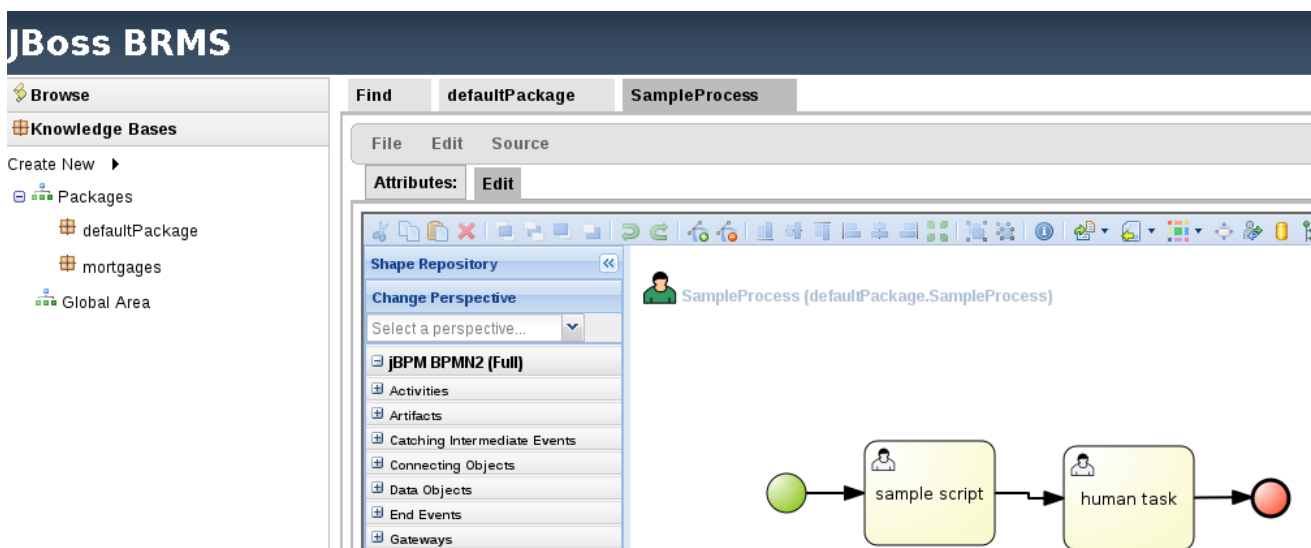 JBoss BRMS
Browse
Knowledge Bases
Create New
Packages
defaultPackage
mortgages
Global Area
Find defaultPackage SampleProcess
File Edit Source
Attributes: Edit
Shape Repository
Change Perspective
Select a perspective...
jBPM BPMN2 (Full)
Activities
Artifacts
Catching Intermediate Events
Connecting Objects
Data Objects
End Events
Gateways
SampleProcess (defaultPackage.SampleProcess)
sample script
human task